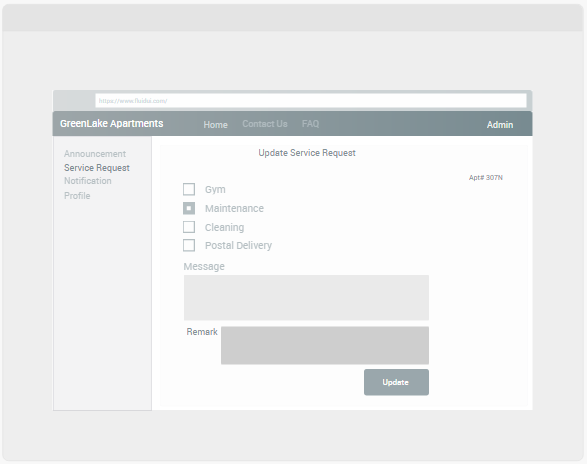 https://www.fluidui.com/
GreenLake Apartments Home Contact Us FAQ Admin
Announcement
Service Request
Notification
Profile
Update Service Request
Apt# 307N
Gym
Maintenance
Cleaning
Postal Delivery
Message
Remark
Update